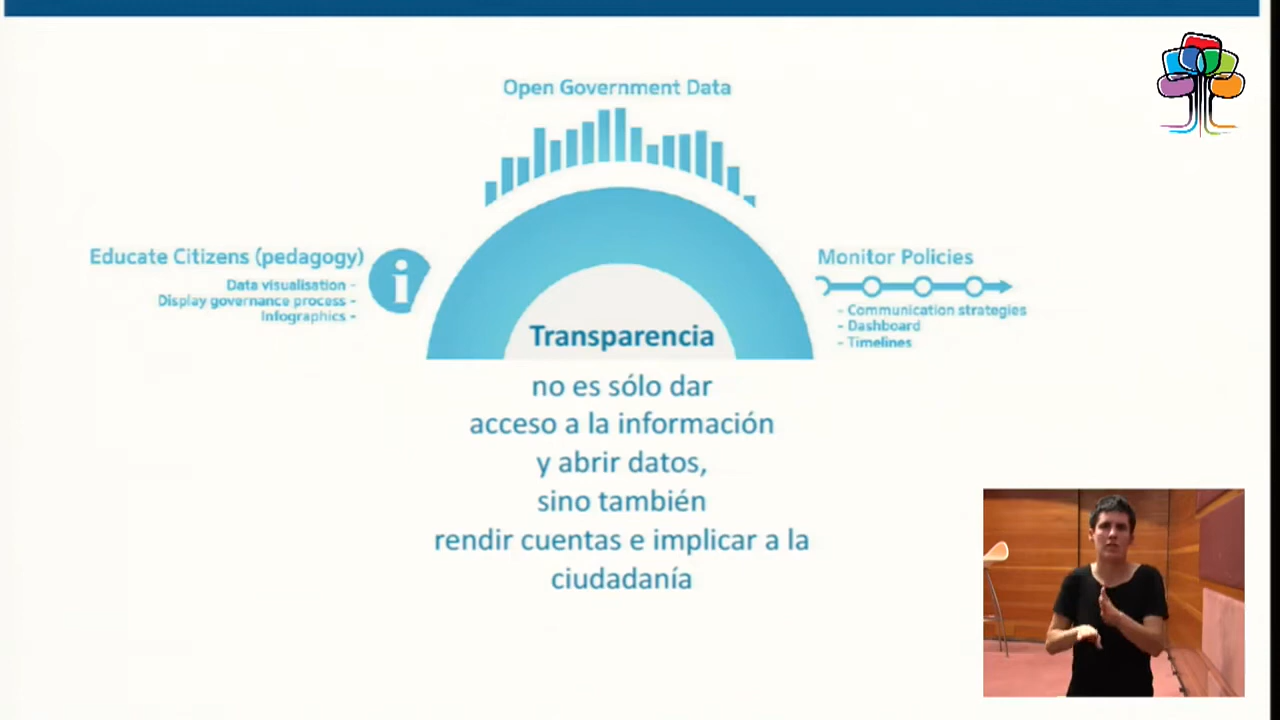 Open Government Data
Educate Citizens (pedagogy)
Data visualisation -
Display governance process -
Infographics -
Monitor Policies
- Communication strategies
- Dashboard
- Timelines
Transparencia
no es sólo dar
acceso a la información
y abrir datos,
sino también
rendir cuentas e implicar a la
ciudadanía